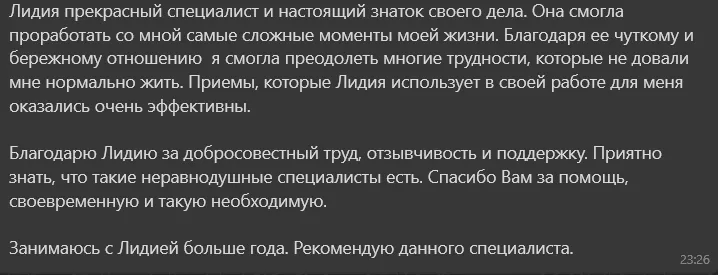 Лидия прекрасный специалист и настоящий знаток своего дела. Она смогла
проработать со мной самые сложные моменты моей жизни. Благодаря ее чуткому и
бережному отношению  я смогла преодолеть многие трудности, которые не довали
мне нормально жить. Приемы, которые Лидия использует в своей работе для меня
оказались очень эффективны.

Благодарю Лидию за добросовестный труд, отзывчивость и поддержку. Приятно
знать, что такие неравнодушные специалисты есть. Спасибо Вам за помощь,
своевременную и такую необходимую.

Занимаюсь с Лидией больше года. Рекомендую данного специалиста.
23:26